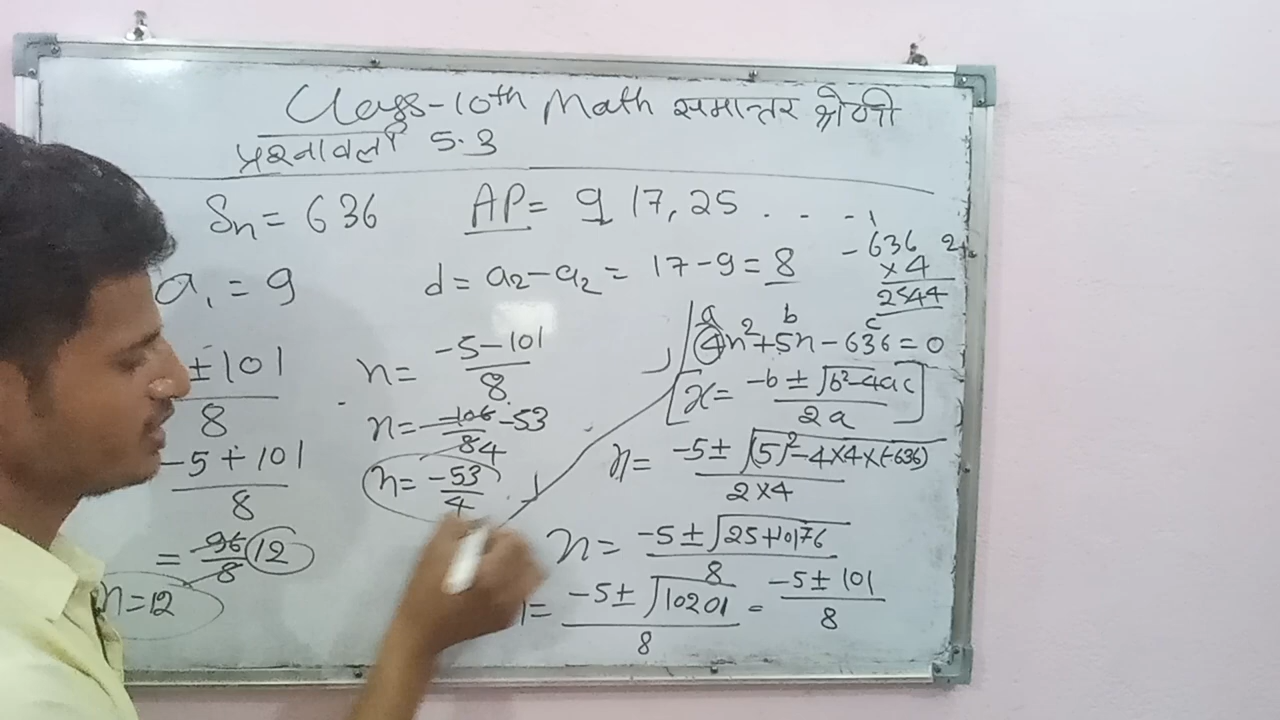 Class-10th Math समान्तर श्रेणी
प्रश्नावली 5.3
Sn = 636
AP = 9 17, 25 . . . -
a₁ = 9
d = a₂-a₂ = 17-9 = 8
- 636
×4
2544
±101/8
-5+101/8
= 96/8 12
n=12
n = -5-101/8
n = -106/84 -53
n = -53/4
a b c
4n²+5n-636=0
x = -b ± √b²-4ac/2a
n = -5± √(5)²-4×4×(-636)/2×4
n = -5±√25+10176/8
= -5± √10201/8 = -5±101/8